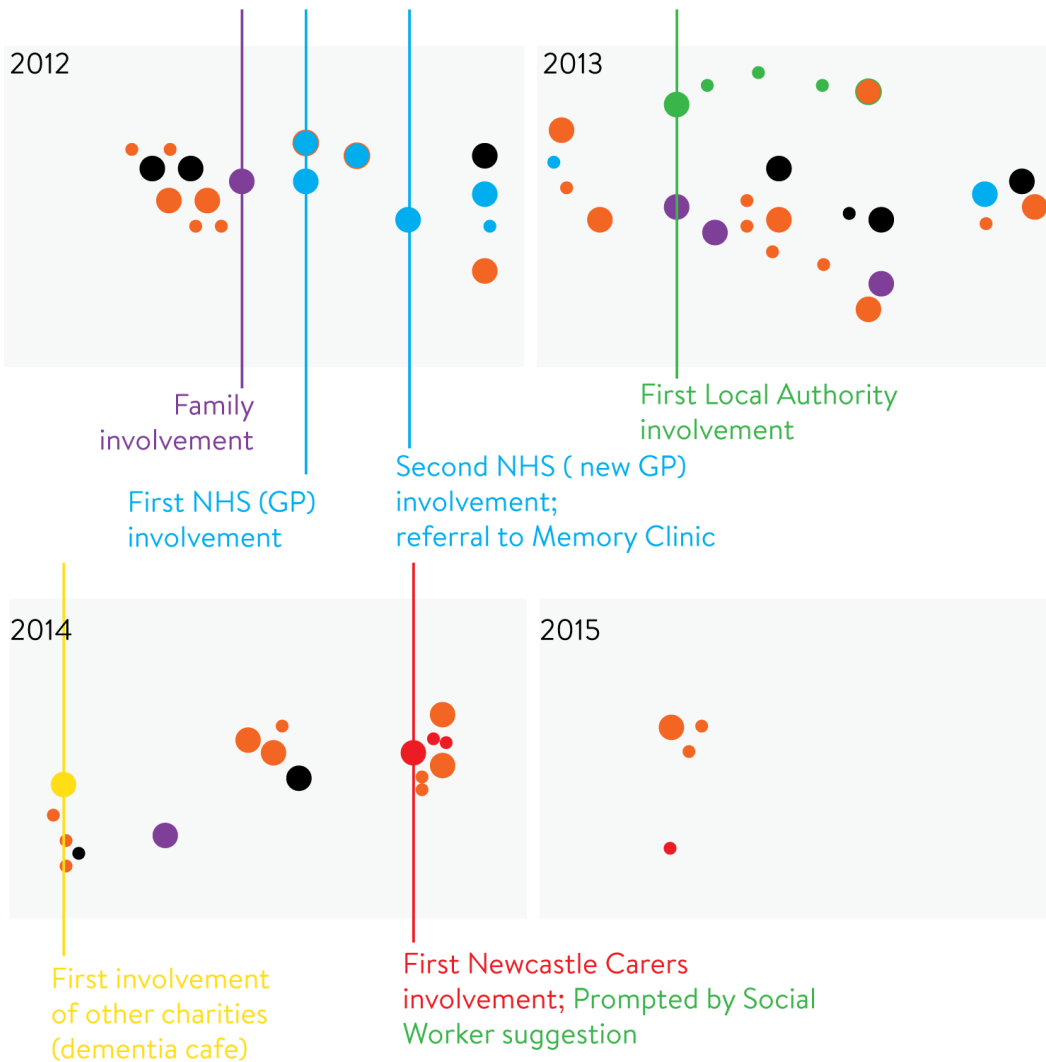 2012
2013
Family
involvement
First NHS (GP)
involvement
Second NHS ( new GP)
involvement;
referral to Memory Clinic
First Local Authority
involvement
2014
2015
First involvement
of other charities
(dementia cafe)
First Newcastle Carers
involvement; Prompted by Social
Worker suggestion